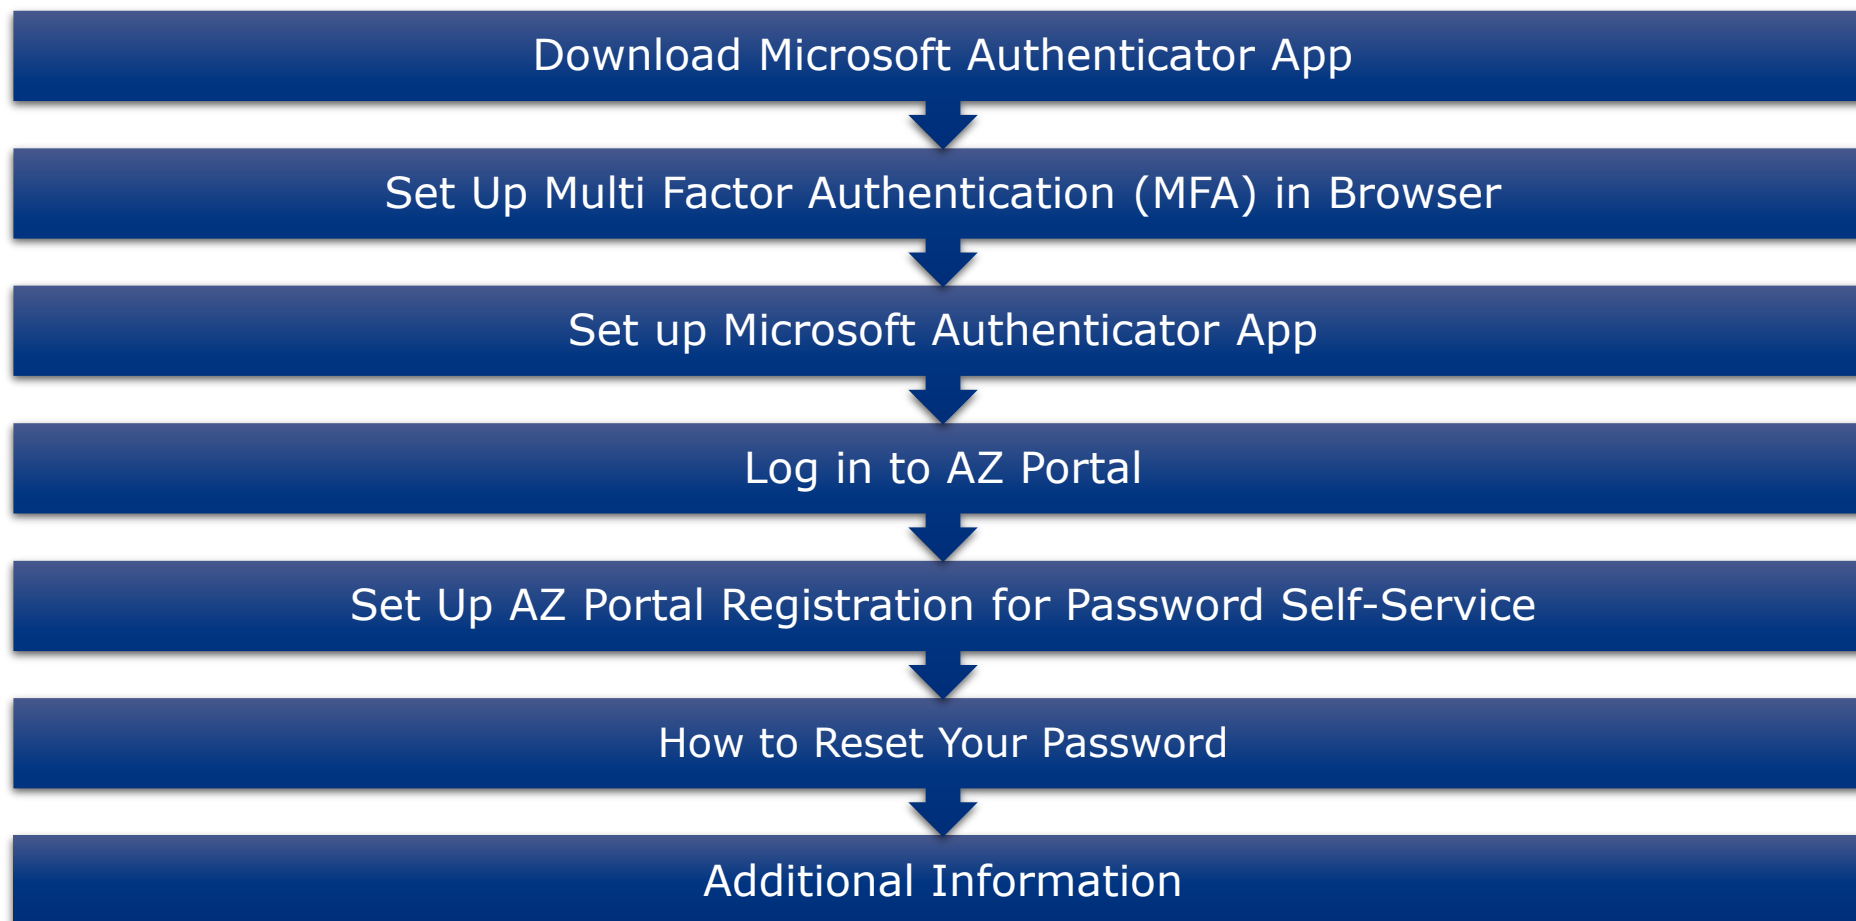 Download Microsoft Authenticator App
Set Up Multi Factor Authentication (MFA) in Browser
Set up Microsoft Authenticator App
Log in to AZ Portal
Set Up AZ Portal Registration for Password Self-Service
How to Reset Your Password
Additional Information